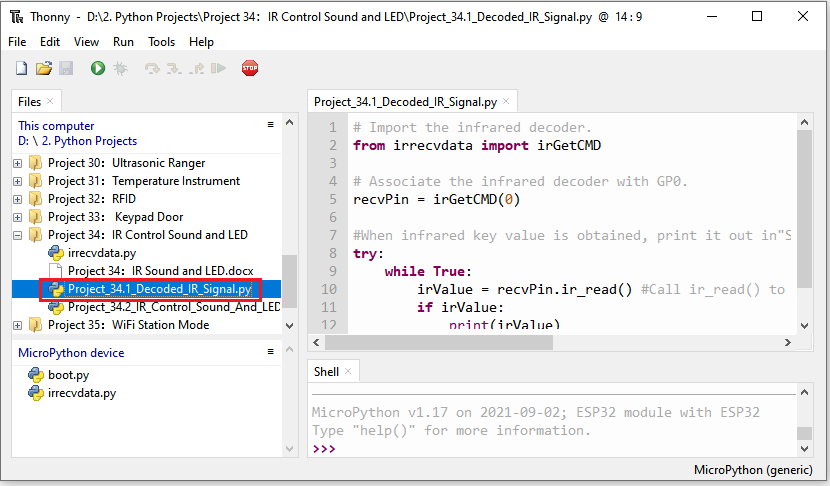 Thonny - D:\2. Python Projects\Project 34：IR Control Sound and LED\Project_34.1_Decoded_IR_Signal.py @ 14 : 9
File Edit View Run Tools Help
STOP
Files
This computer
D: \ 2. Python Projects
Project 30：Ultrasonic Ranger
Project 31：Temperature Instrument
Project 32：RFID
Project 33： Keypad Door
Project 34：IR Control Sound and LED
irrecvdata.py
Project 34：IR Sound and LED.docx
Project_34.1_Decoded_IR_Signal.py
Project_34.2_IR_Control_Sound_And_LED
Project 35：WiFi Station Mode
MicroPython device
boot.py
irrecvdata.py
Project_34.1_Decoded_IR_Signal.py
1 # Import the infrared decoder.
2 from irrecvdata import irGetCMD
3
4 # Associate the infrared decoder with GP0.
5 recvPin = irGetCMD(0)
6
7 #When infrared key value is obtained, print it out in"S
8 try:
9 while True:
10 irValue = recvPin.ir_read() #Call ir_read() to
11 if irValue:
12 print(irValue)
Shell
MicroPython v1.17 on 2021-09-02; ESP32 module with ESP32
Type "help()" for more information.
>>>
MicroPython (generic)